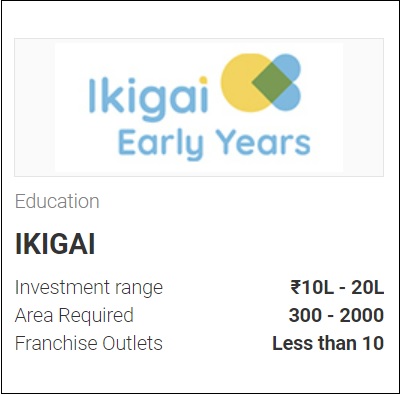 Ikigai
Early Years
Education
IKIGAI
Investment range ₹10L - 20L
Area Required 300 - 2000
Franchise Outlets Less than 10